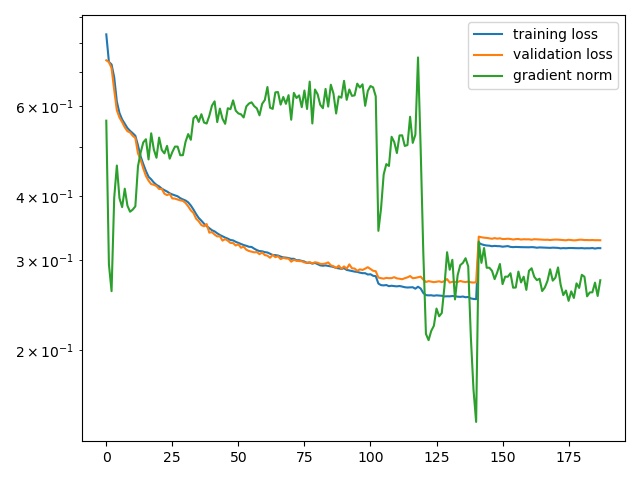 training loss
validation loss
gradient norm
6 × 10⁻¹
4 × 10⁻¹
3 × 10⁻¹
2 × 10⁻¹
0 25 50 75 100 125 150 175